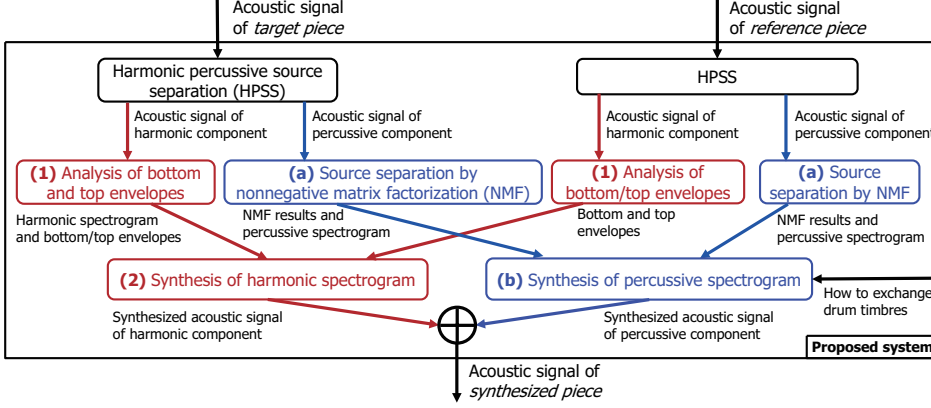 Acoustic signal
of target piece
Acoustic signal
of reference piece
Harmonic percussive source
separation (HPSS)
HPSS
Acoustic signal of
harmonic component
Acoustic signal of
percussive component
Acoustic signal of
harmonic component
Acoustic signal of
percussive component
(1) Analysis of bottom
and top envelopes
(a) Source separation by
nonnegative matrix factorization (NMF)
(1) Analysis of
bottom/top envelopes
(a) Source
separation by NMF
Harmonic spectrogram
and bottom/top envelopes
NMF results and
percussive spectrogram
Bottom and top
envelopes
NMF results and
percussive spectrogram
(2) Synthesis of harmonic spectrogram
(b) Synthesis of percussive spectrogram
How to exchange
drum timbres
Synthesized acoustic signal
of harmonic component
Synthesized acoustic signal
of percussive component
Proposed system
Acoustic signal of
synthesized piece